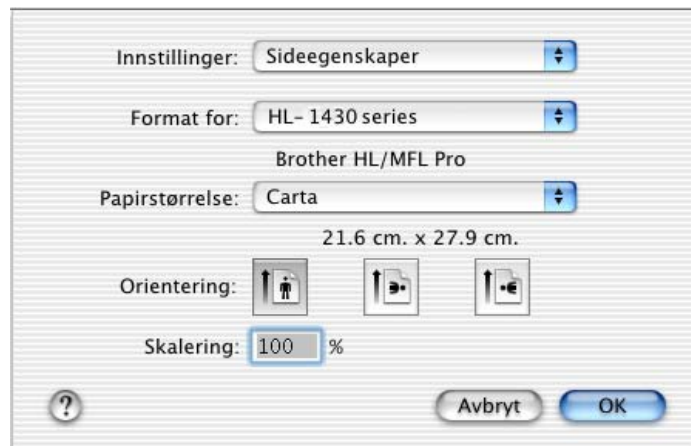 Innstillinger: Sideegenskaper
Format for: HL- 1430 series
Brother HL/MFL Pro
Papirstørrelse: Carta
21.6 cm. x 27.9 cm.
Orientering:
Skalering: 100 %
? Avbryt OK